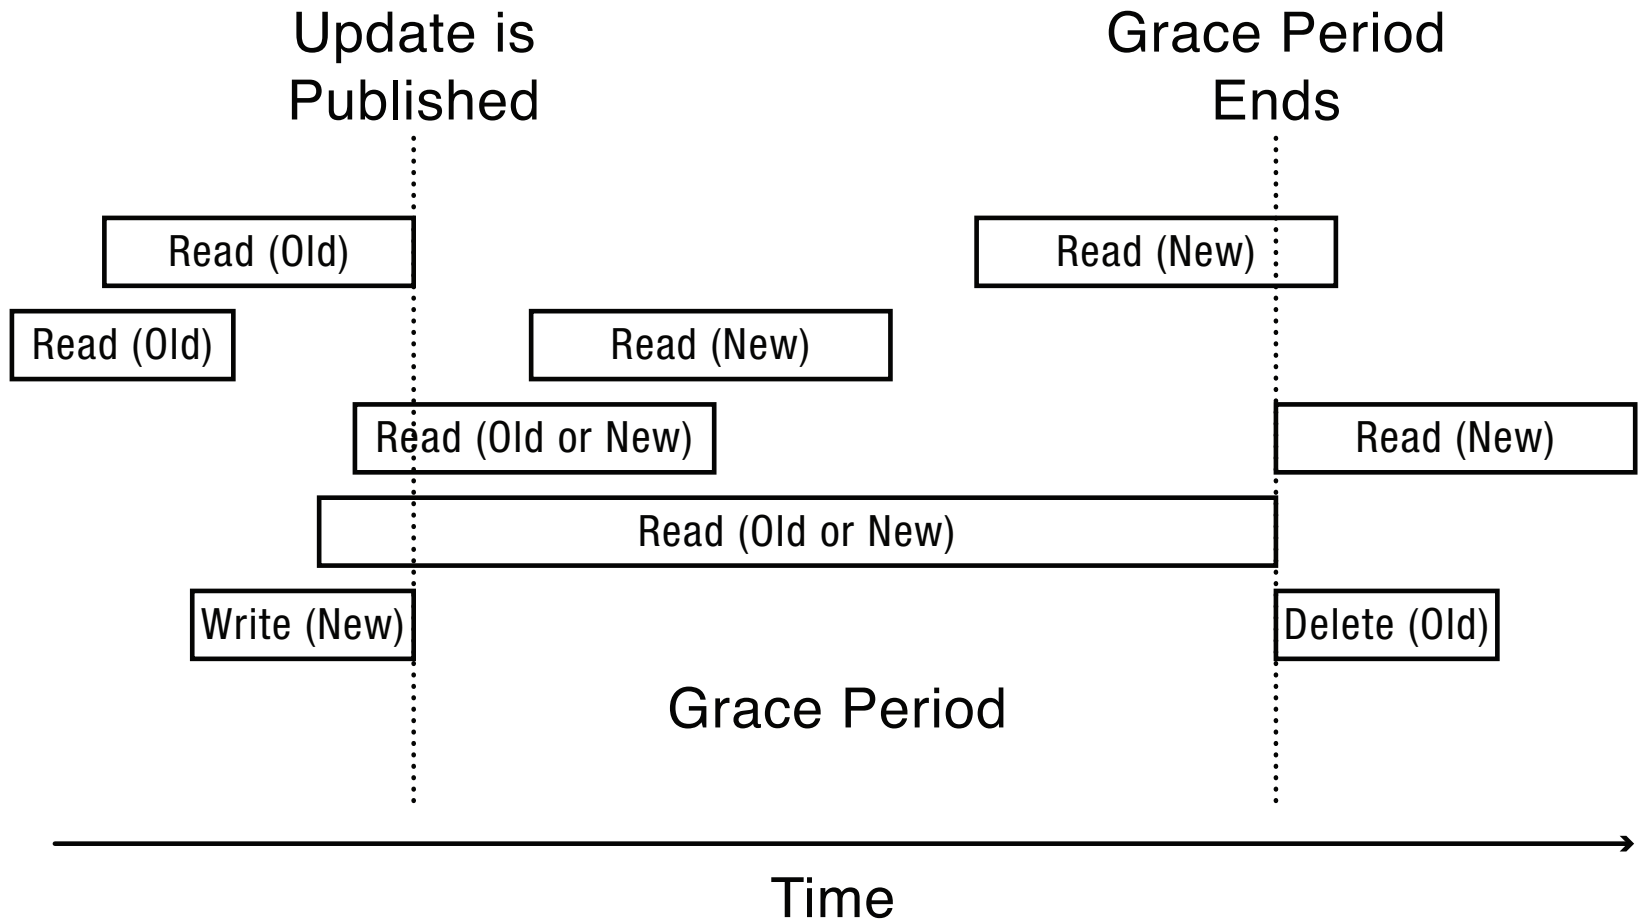 Update is
Published
Grace Period
Ends
Read (Old)
Read (New)
Read (Old)
Read (New)
Read (Old or New)
Read (New)
Read (Old or New)
Write (New)
Delete (Old)
Grace Period
Time